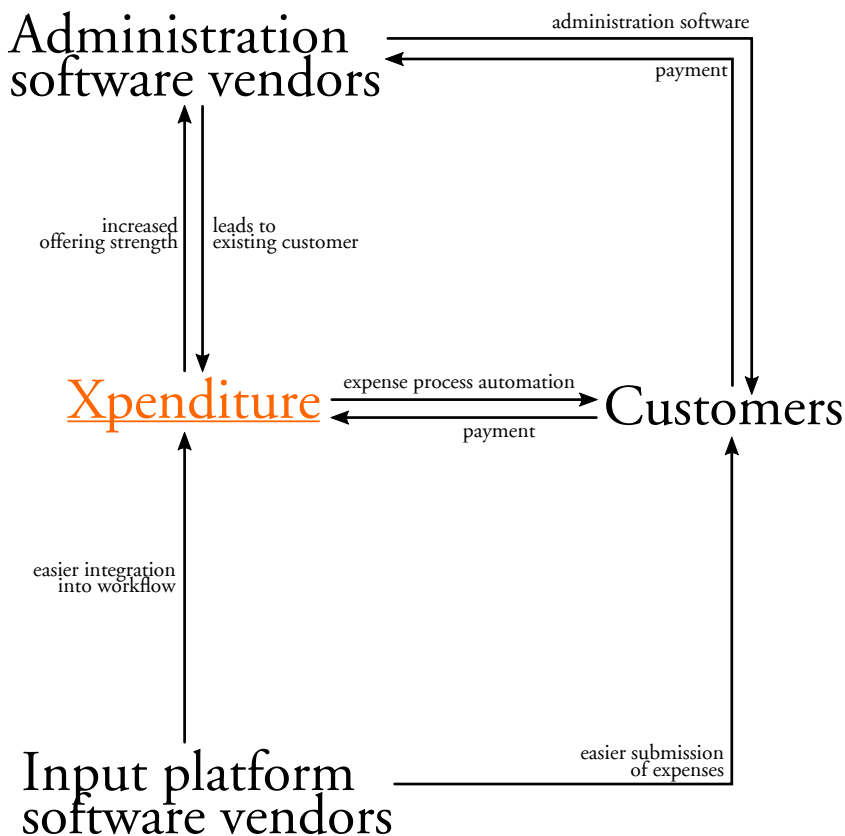 Administration
software vendors
administration software
payment
increased
offering strength
leads to
existing customer
Xpenditure
expense process automation
payment
Customers
easier integration
into workflow
Input platform
software vendors
easier submission
of expenses